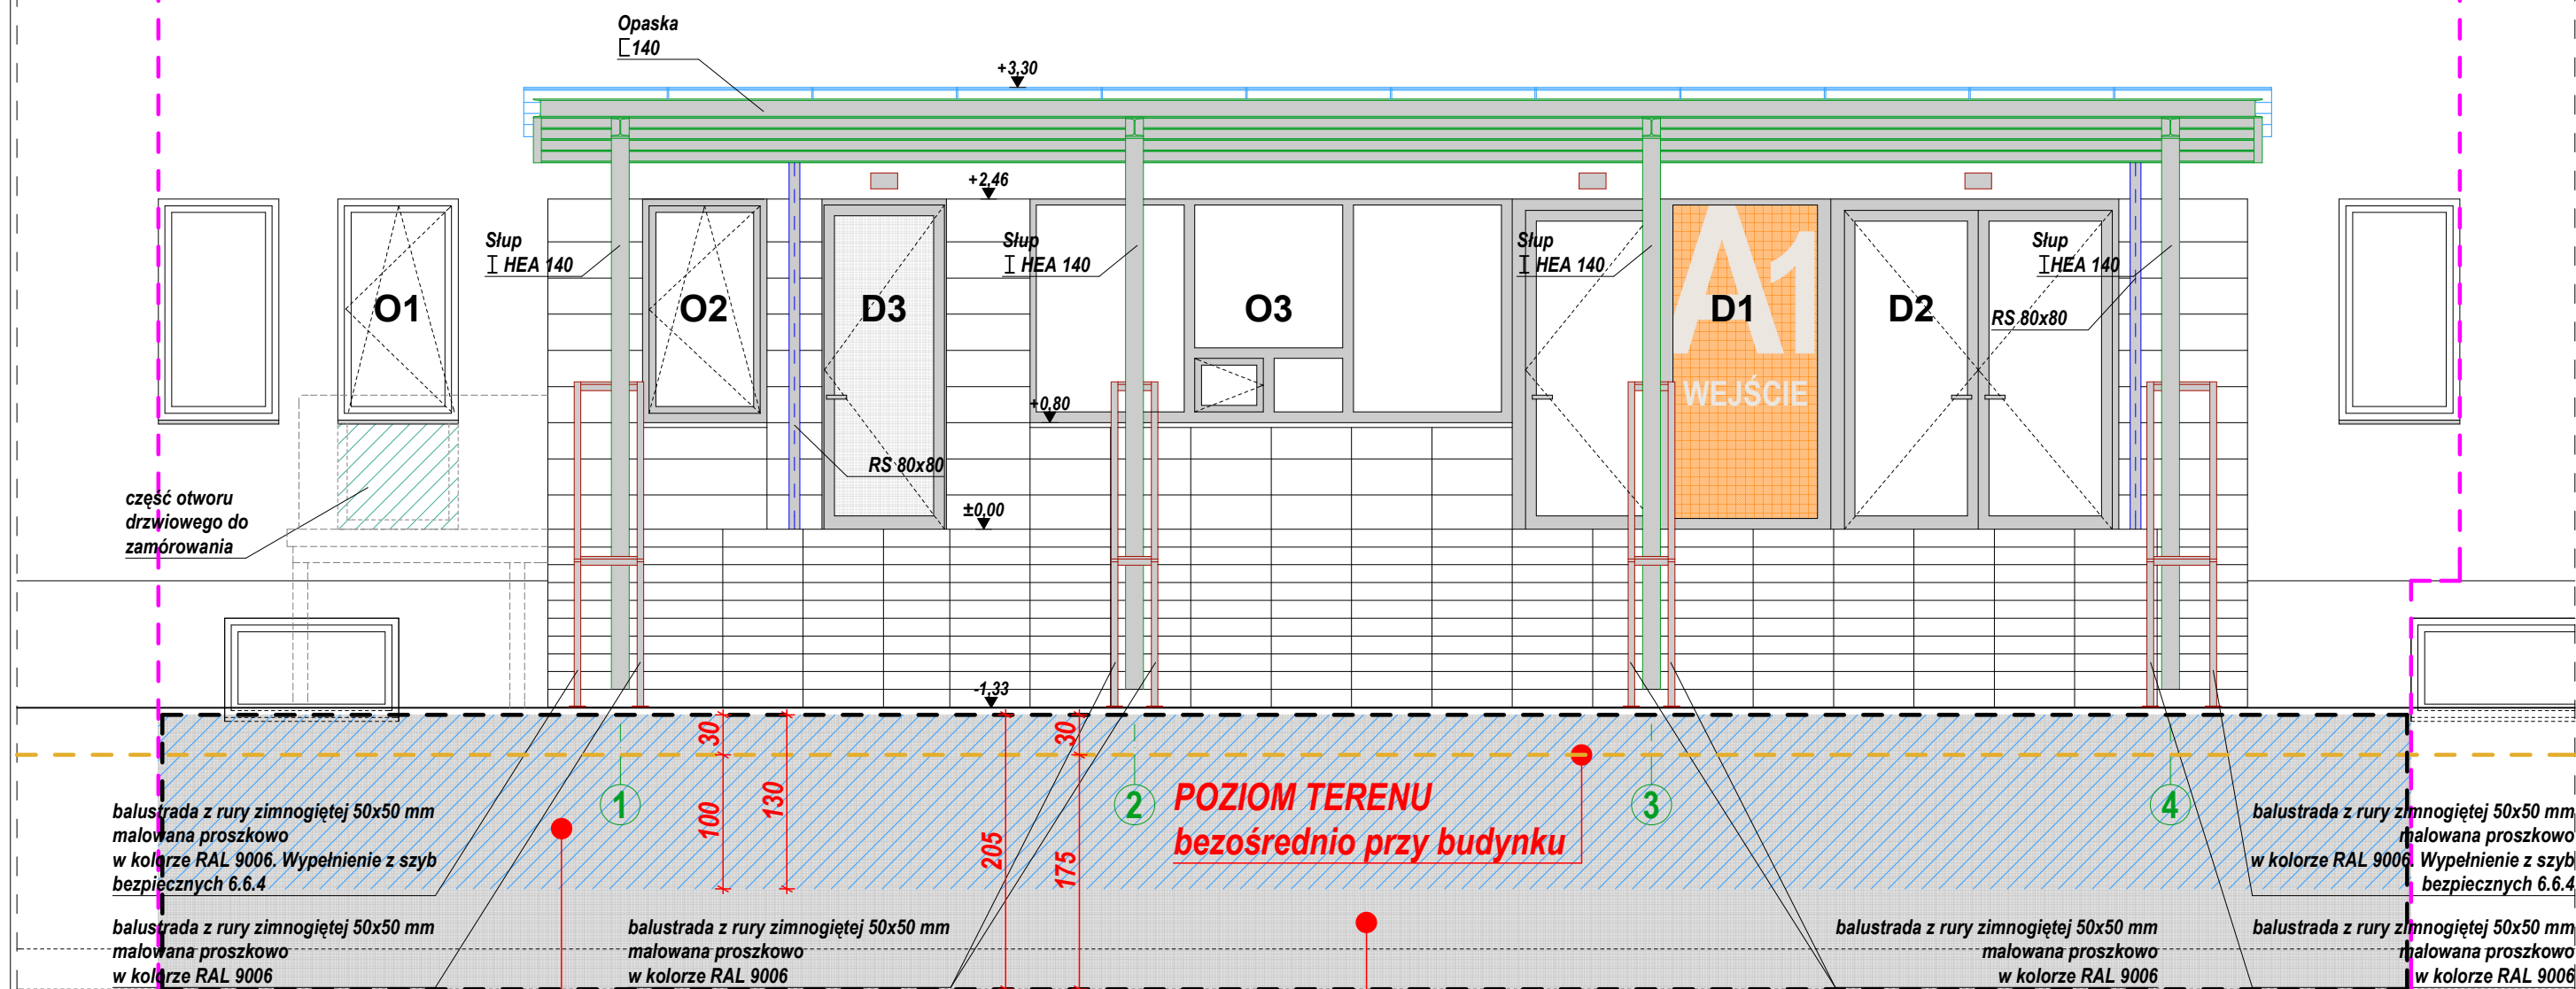 Opaska
140
+3,30
+2,46
Słup
HEA 140
Słup
HEA 140
Słup
HEA 140
Słup
HEA 140
O1
O2
D3
O3
A1
D1
D2
RS 80x80
WEJŚCIE
+0,80
RS 80x80
część otworu
drzwiowego do
zamórowania
±0,00
-1,33
30
100
130
205
30
175
1
2
3
4
POZIOM TERENU
bezośrednio przy budynku
balustrada z rury zimnogiętej 50x50 mm
malowana proszkowo
w kolorze RAL 9006. Wypełnienie z szyb
bezpiecznych 6.6.4
balustrada z rury zimnogiętej 50x50 mm
malowana proszkowo
w kolorze RAL 9006. Wypełnienie z szyb
bezpiecznych 6.6.4
balustrada z rury zimnogiętej 50x50 mm
malowana proszkowo
w kolorze RAL 9006
balustrada z rury zimnogiętej 50x50 mm
malowana proszkowo
w kolorze RAL 9006
balustrada z rury zimnogiętej 50x50 mm
malowana proszkowo
w kolorze RAL 9006
balustrada z rury zimnogiętej 50x50 mm
malowana proszkowo
w kolorze RAL 9006